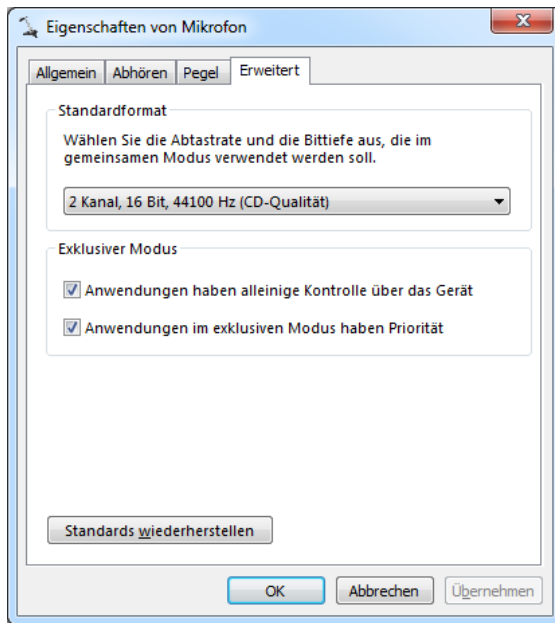 Eigenschaften von Mikrofon
Allgemein Abhören Pegel Erweitert
Standardformat
Wählen Sie die Abtastrate und die Bittiefe aus, die im
gemeinsamen Modus verwendet werden soll.
2 Kanal, 16 Bit, 44100 Hz (CD-Qualität)
Exklusiver Modus
Anwendungen haben alleinige Kontrolle über das Gerät
Anwendungen im exklusiven Modus haben Priorität
Standards wiederherstellen
OK Abbrechen Übernehmen